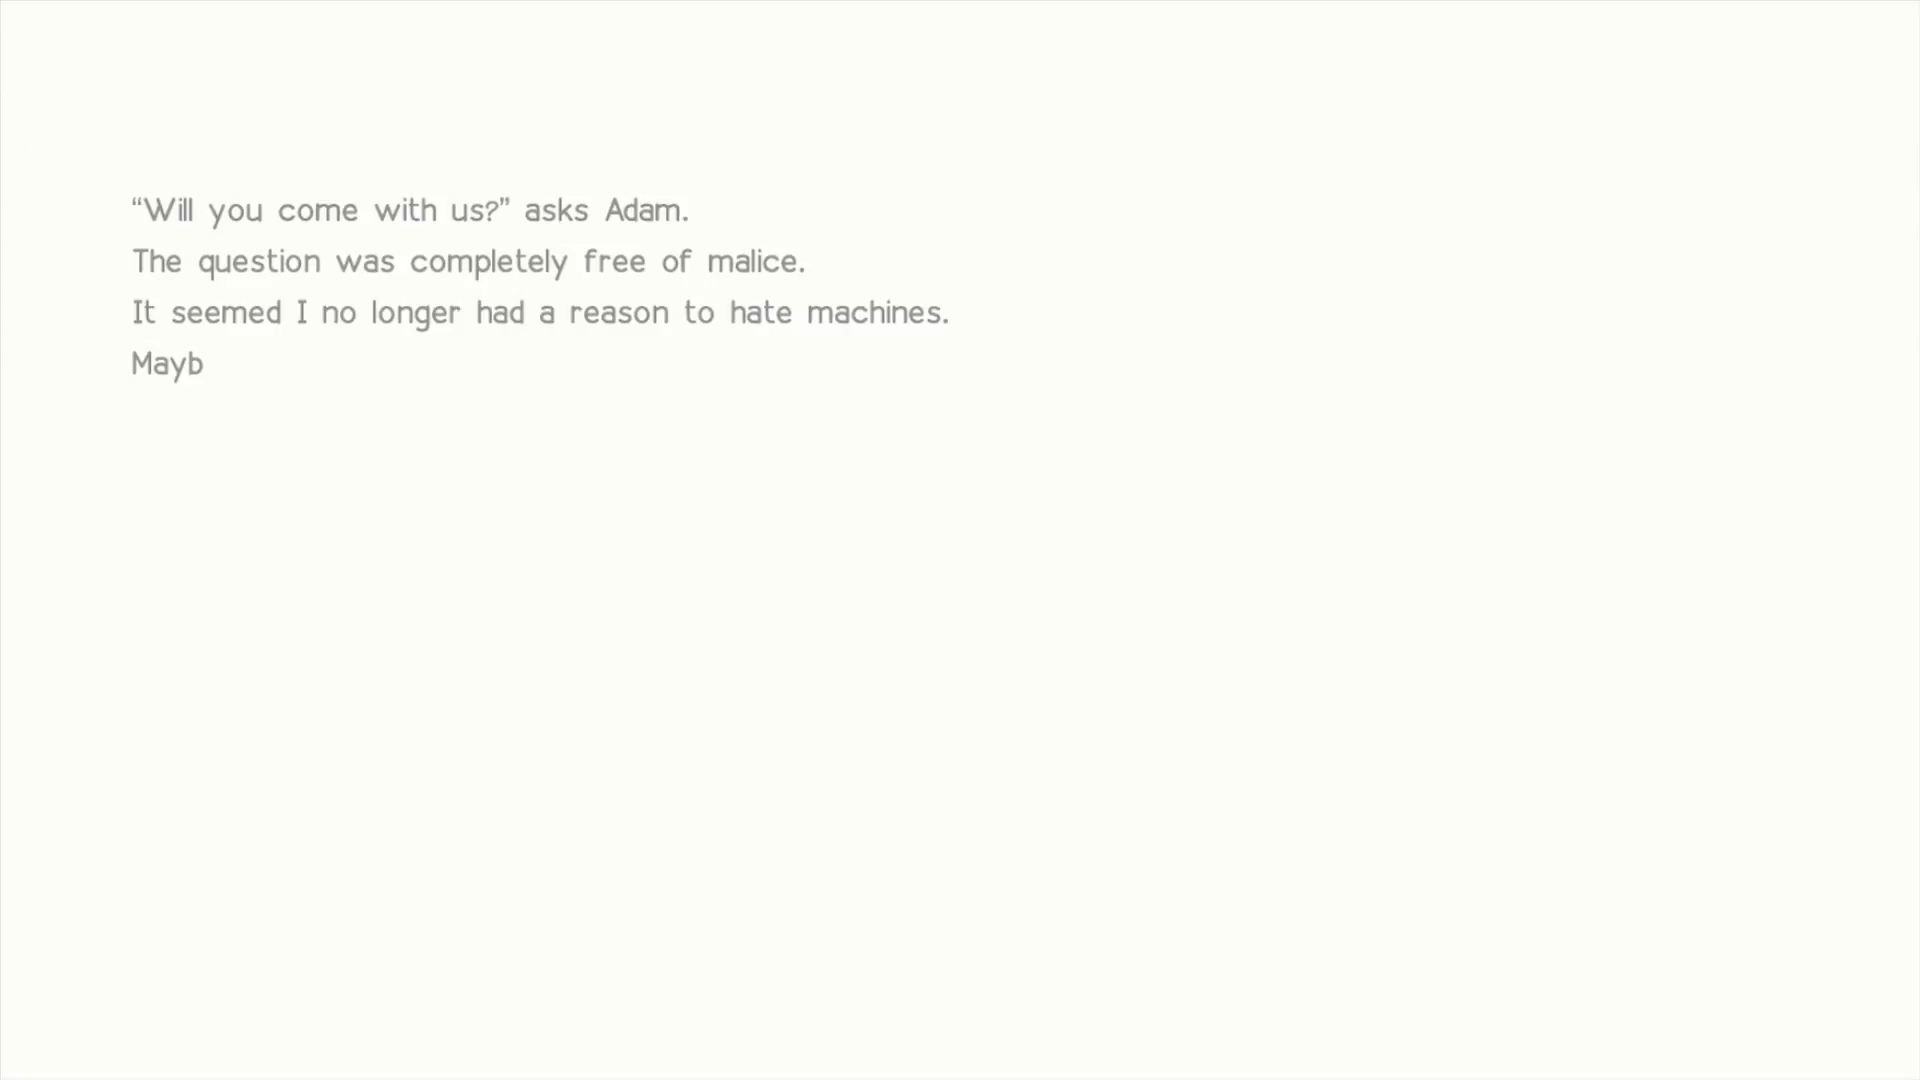 “Will you come with us?” asks Adam.
The question was completely free of malice.
It seemed I no longer had a reason to hate machines.
Mayb